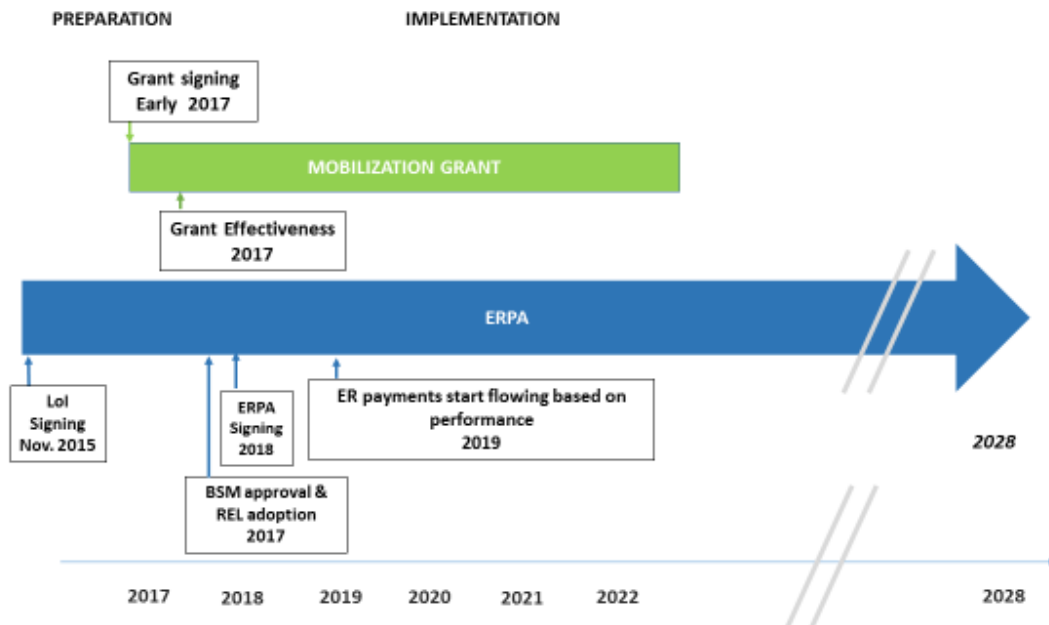 PREPARATION
IMPLEMENTATION
Grant signing
Early 2017
MOBILIZATION GRANT
Grant Effectiveness
2017
ERPA
LoI
Signing
Nov. 2015
ERPA
Signing
2018
ER payments start flowing based on
performance
2019
2028
BSM approval &
REL adoption
2017
2017
2018
2019
2020
2021
2022
2028